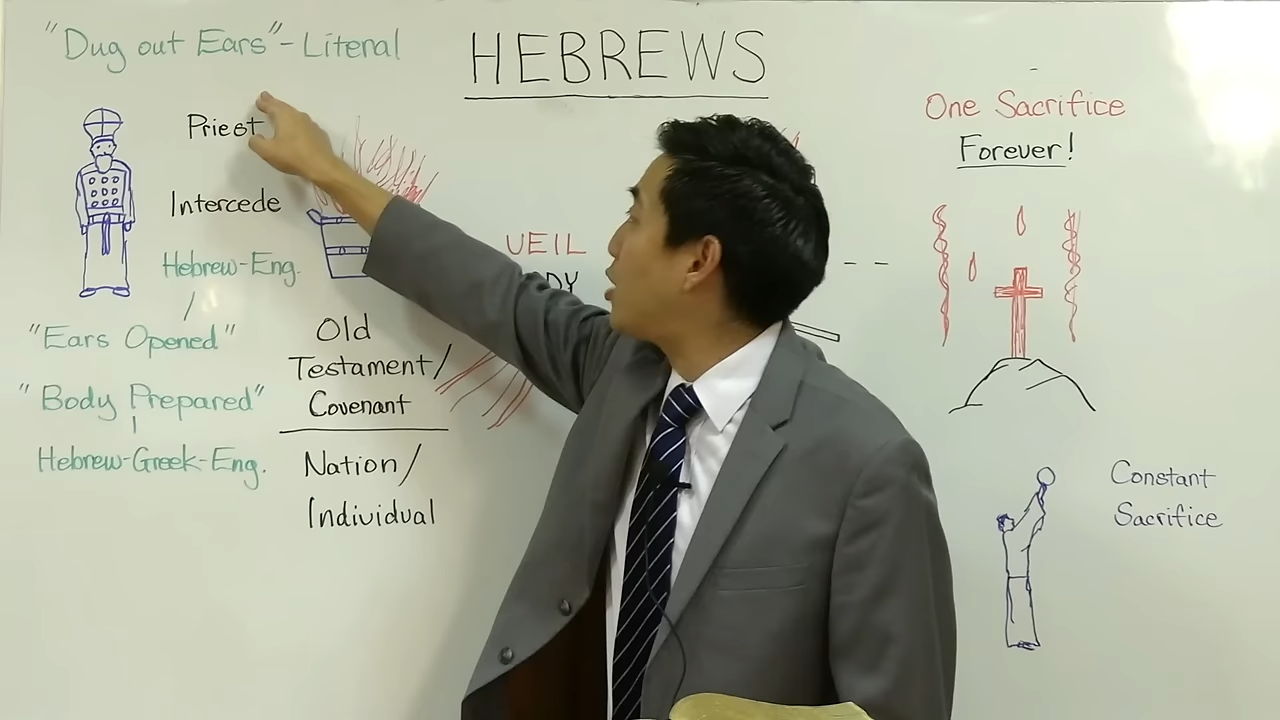 "Dug out Ears"-Literal
HEBREWS
Priest
Intercede
Hebrew-Eng.
"Ears Opened"
"Body Prepared"
Hebrew-Greek-Eng.
Old
Testament/
Covenant
Nation/
Individual
VEIL
One Sacrifice
Forever!
Constant
Sacrifice